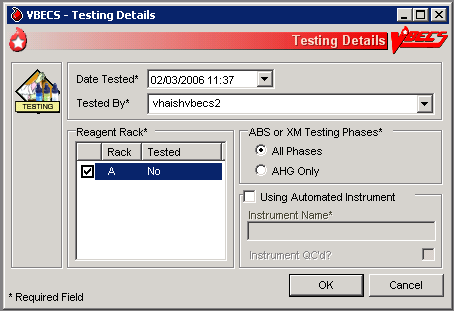 VBECS - Testing Details
Testing Details
VBECS
TESTING
Date Tested* 02/03/2006 11:37
Tested By* vhaishvbecs2
Reagent Rack*
Rack Tested
A No
ABS or XM Testing Phases*
All Phases
AHG Only
Using Automated Instrument
Instrument Name*
Instrument QC'd?
OK Cancel
* Required Field